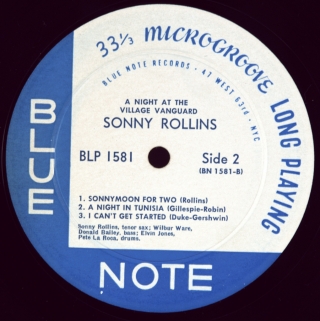 33 1/3 MICROGROOVE LONG PLAYING
BLUE NOTE RECORDS · 47 WEST 63rd · NYC
A NIGHT AT THE
VILLAGE VANGUARD
SONNY ROLLINS
BLP 1581
Side 2
(BN 1581-B)
1. SONNYMOON FOR TWO (Rollins)
2. A NIGHT IN TUNISIA (Gillespie-Robin)
3. I CAN'T GET STARTED (Duke-Gershwin)
Sonny Rollins, tenor sax; Wilbur Ware,
Donald Bailey, bass; Elvin Jones,
Pete La Roca, drums.
BLUE
NOTE